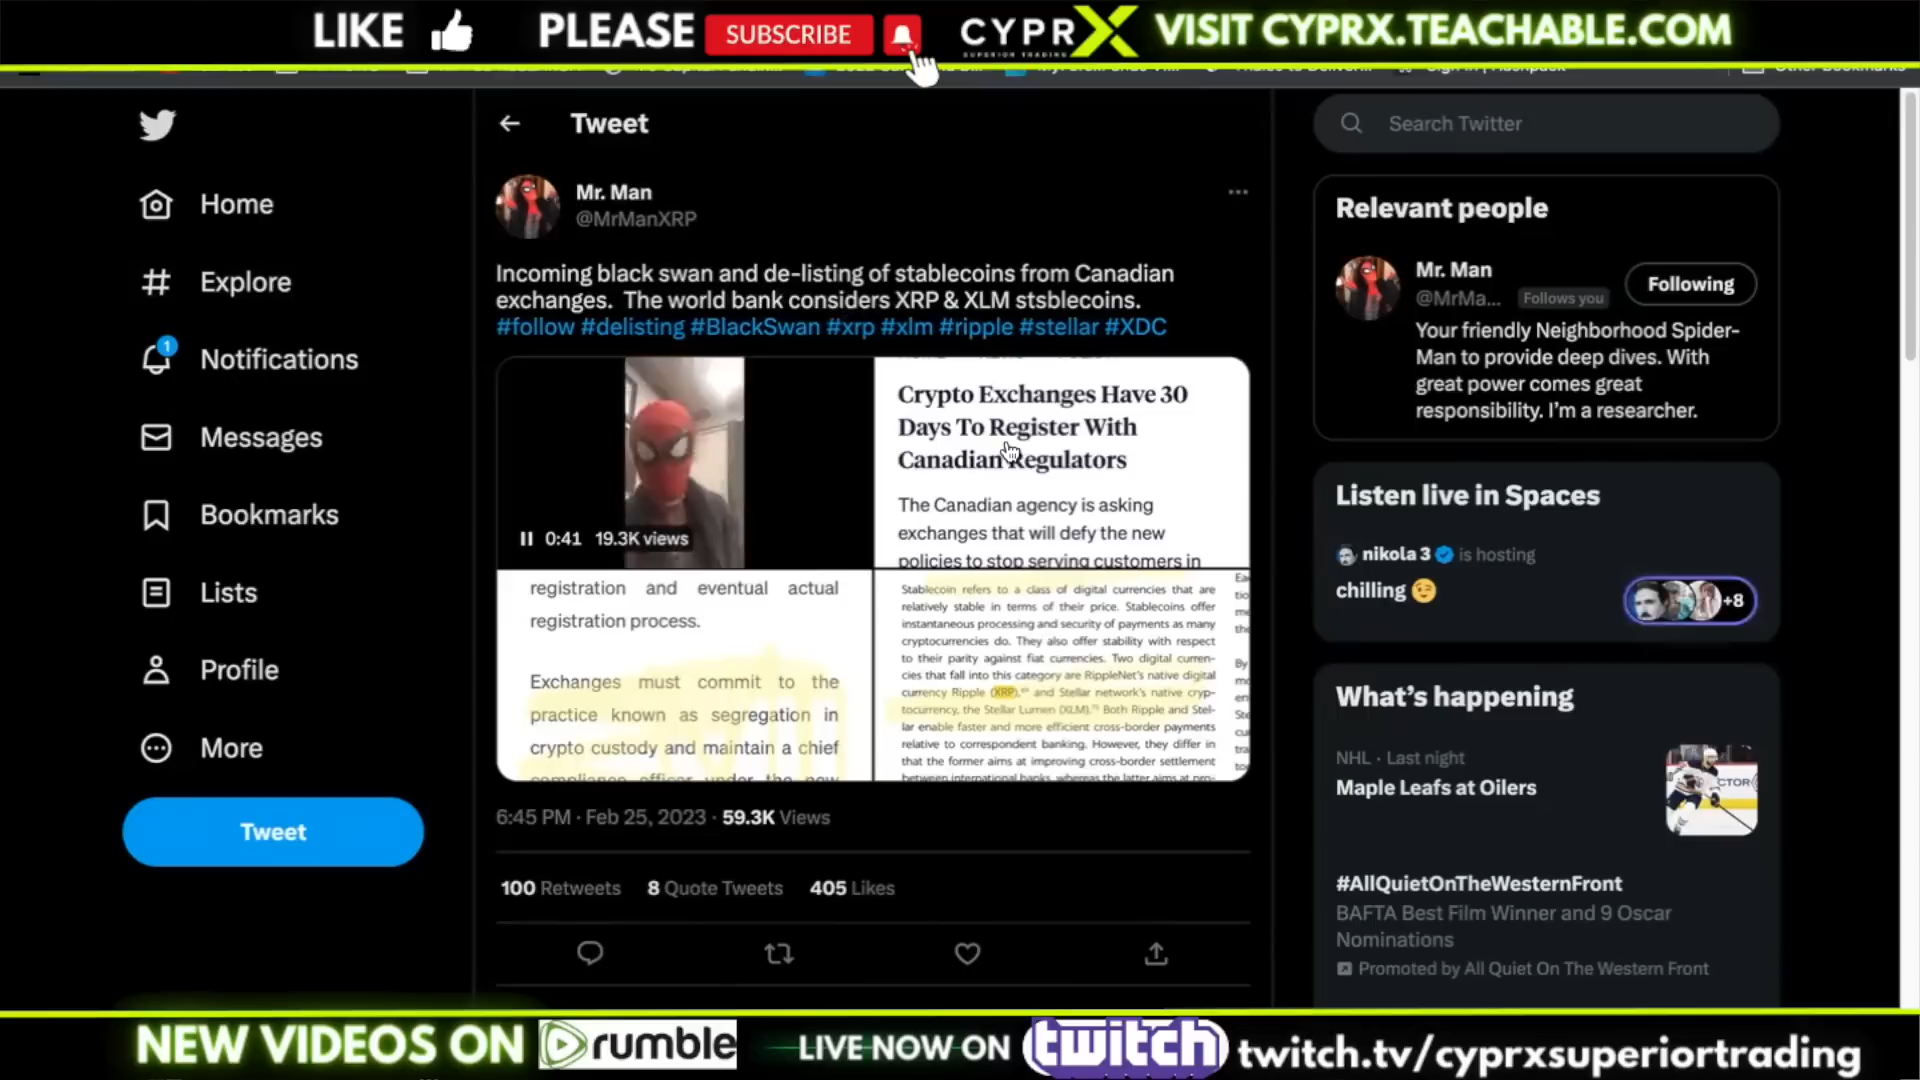 LIKE PLEASE SUBSCRIBE CYPRX VISIT CYPRX.TEACHABLE.COM
SUPERIOR TRADING
Other Bookmarks
Tweet
Search Twitter
Home
Explore
1
Notifications
Messages
Bookmarks
Lists
Profile
More
Tweet
Mr. Man
@MrManXRP
Incoming black swan and de-listing of stablecoins from Canadian
exchanges. The world bank considers XRP & XLM stsblecoins.
#follow #delisting #BlackSwan #xrp #xlm #ripple #stellar #XDC
0:41 19.3K views
Crypto Exchanges Have 30
Days To Register With
Canadian Regulators
The Canadian agency is asking
exchanges that will defy the new
policies to stop serving customers in
registration and eventual actual
registration process.
Exchanges must commit to the
practice known as segregation in
crypto custody and maintain a chief
compliance officer under the new
Stablecoin refers to a class of digital currencies that are
relatively stable in terms of their price. Stablecoins offer
instantaneous processing and security of payments as many
cryptocurrencies do. They also offer stability with respect
to their parity against fiat currencies. Two digital curren-
cies that fall into this category are RippleNet's native digital
currency Ripple (XRP), and Stellar network's native cryp-
tocurrency, the Stellar Lumen (XLM). Both Ripple and Stel-
lar enable faster and more efficient cross-border payments
relative to correspondent banking. However, they differ in
that the former aims at improving cross-border settlement
between international banks, whereas the latter aims at pro-
6:45 PM · Feb 25, 2023 · 59.3K Views
100 Retweets 8 Quote Tweets 405 Likes
Relevant people
Mr. Man
@MrMa... Follows you
Following
Your friendly Neighborhood Spider-
Man to provide deep dives. With
great power comes great
responsibility. I'm a researcher.
Listen live in Spaces
nikola 3 is hosting
chilling
+8
What's happening
NHL · Last night
Maple Leafs at Oilers
#AllQuietOnTheWesternFront
BAFTA Best Film Winner and 9 Oscar
Nominations
Promoted by All Quiet On The Western Front
NEW VIDEOS ON rumble LIVE NOW ON twitch twitch.tv/cyprxsuperiortrading